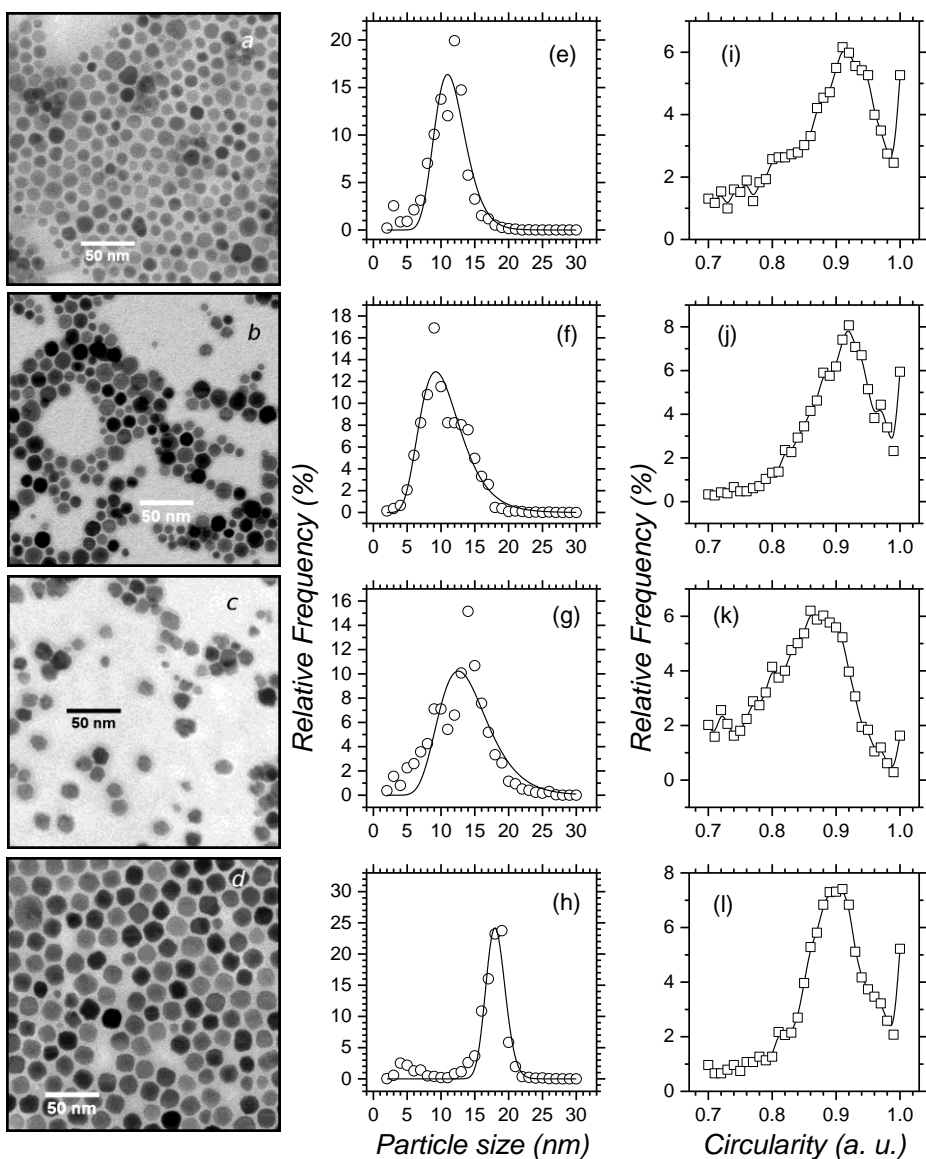 a
50 nm
b
50 nm
c
50 nm
d
50 nm
Relative Frequency (%)
(e)
20
15
10
5
0
0 5 10 15 20 25 30
(f)
18
16
14
12
10
8
6
4
2
0
0 5 10 15 20 25 30
(g)
16
14
12
10
8
6
4
2
0
0 5 10 15 20 25 30
(h)
30
25
20
15
10
5
0
0 5 10 15 20 25 30
Particle size (nm)
Relative Frequency (%)
(i)
6
4
2
0
0.7 0.8 0.9 1.0
(j)
8
6
4
2
0
0.7 0.8 0.9 1.0
(k)
6
4
2
0
0.7 0.8 0.9 1.0
(l)
8
6
4
2
0
0.7 0.8 0.9 1.0
Circularity (a. u.)